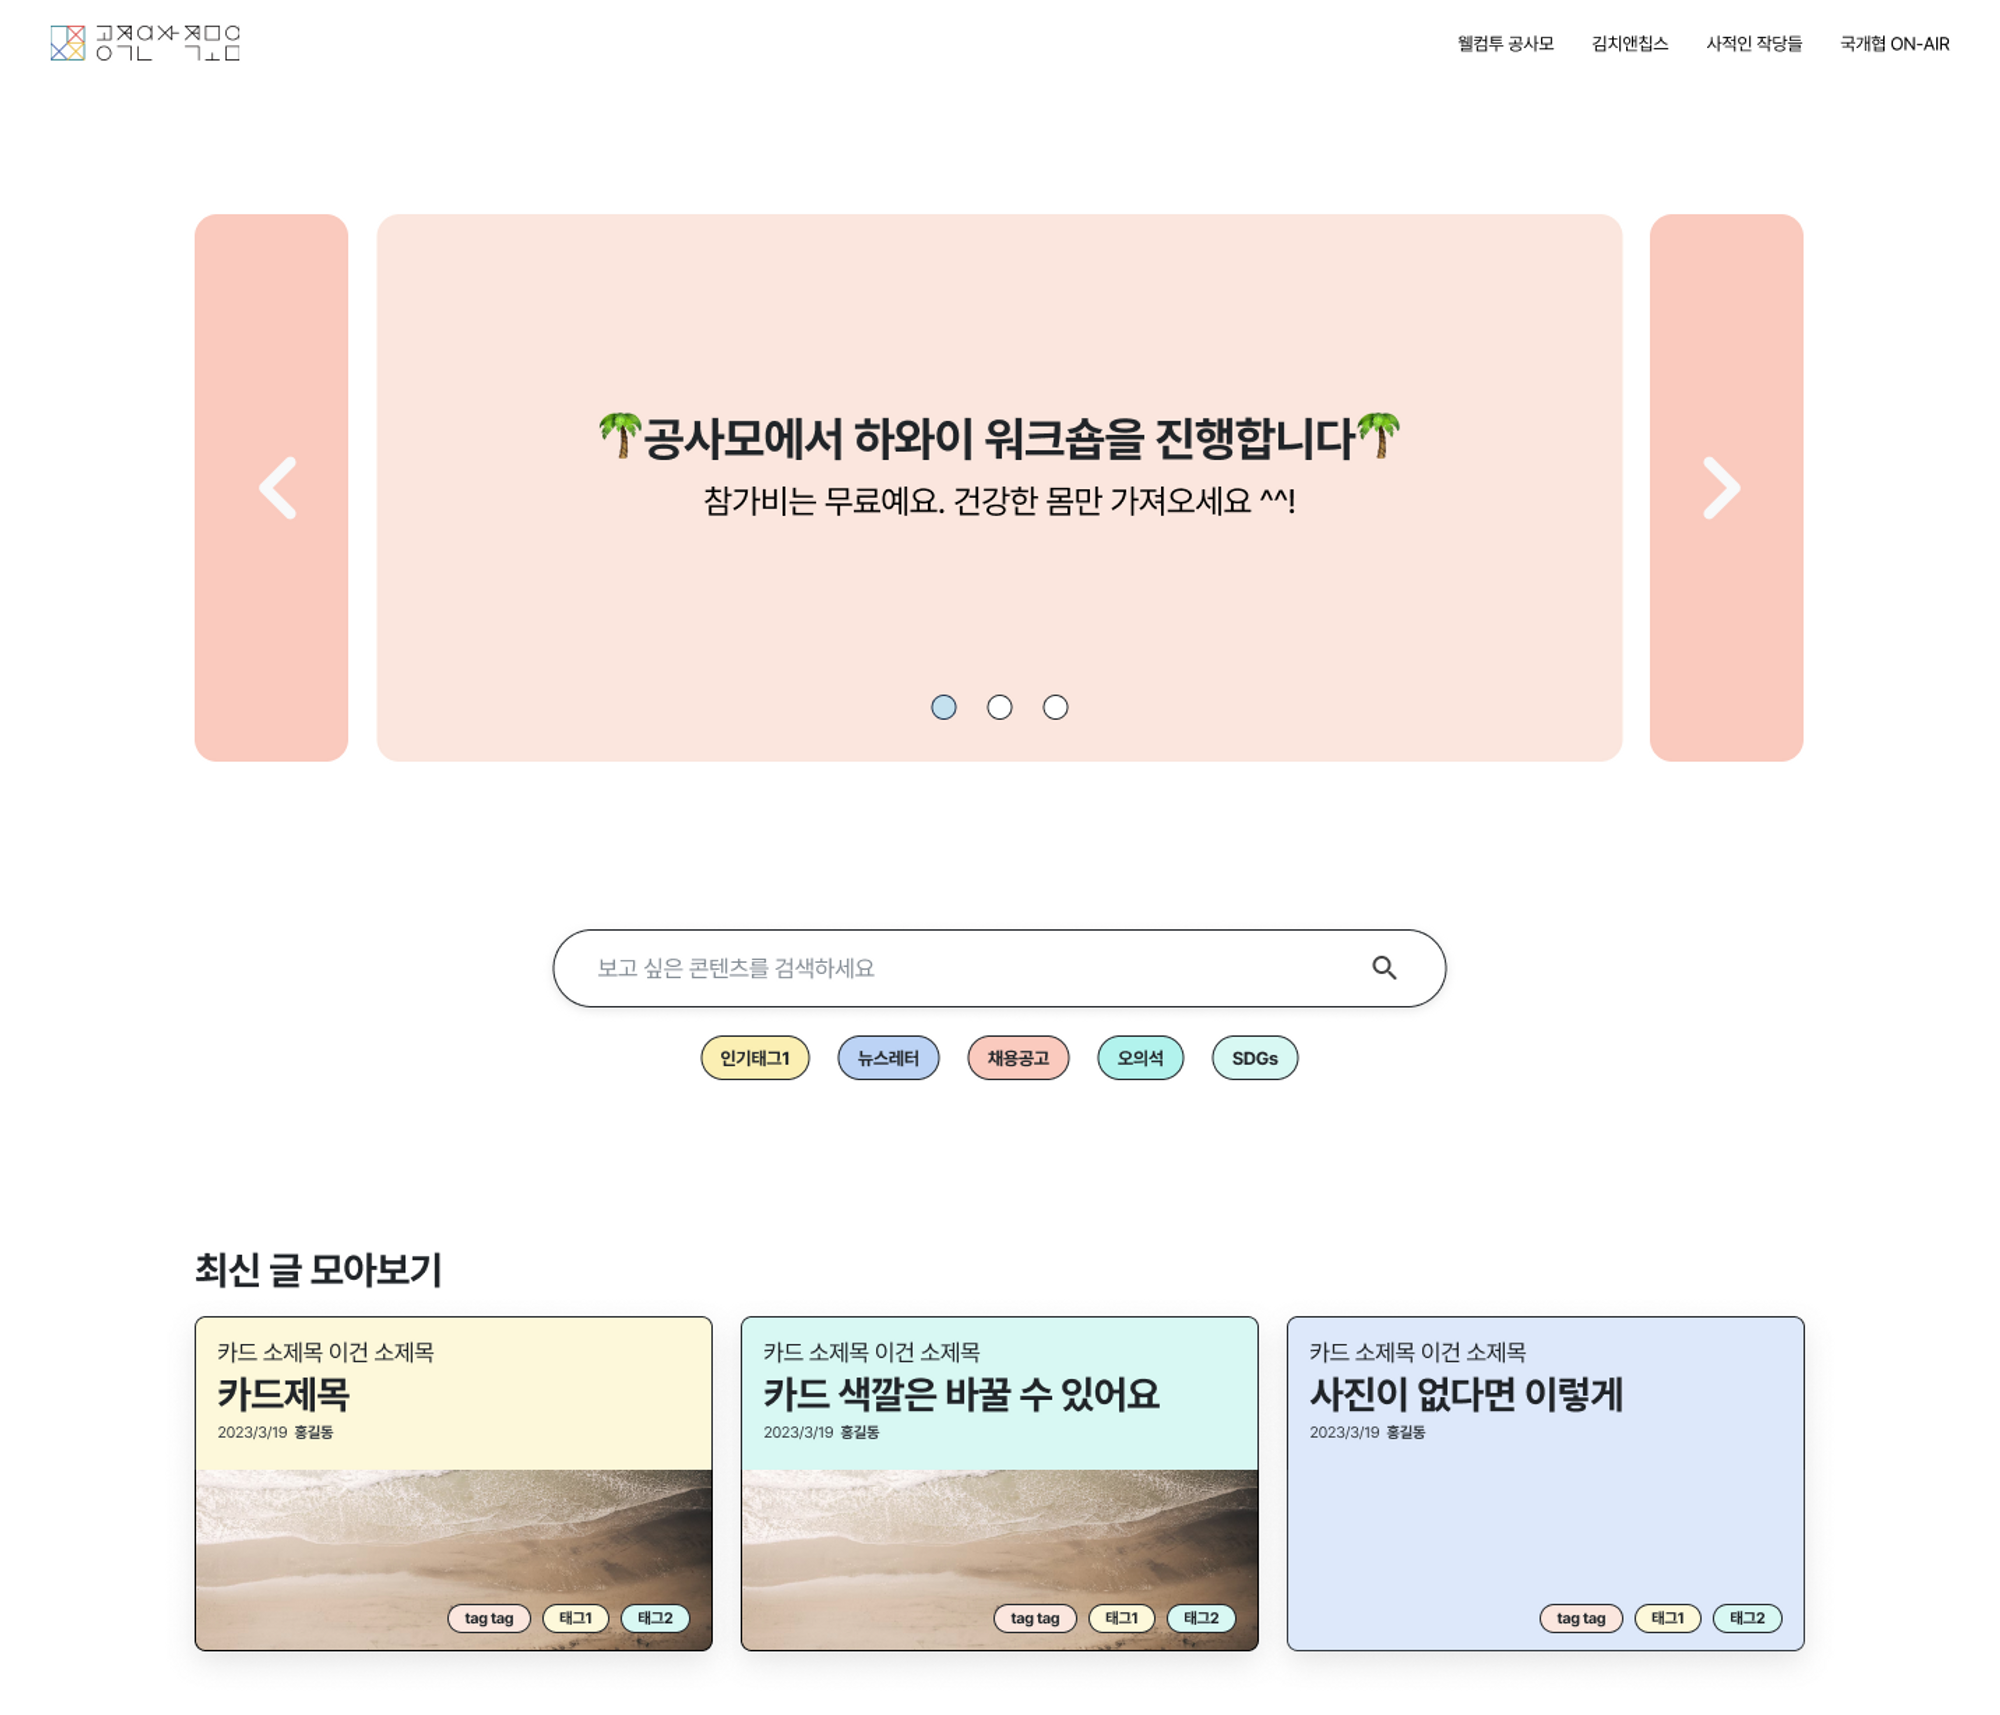 공적인사적모임
웰컴투 공사모 김치앤칩스 사적인 작당들 국개협 ON-AIR
🌴공사모에서 하와이 워크숍을 진행합니다🌴
참가비는 무료예요. 건강한 몸만 가져오세요 ^^!
보고 싶은 콘텐츠를 검색하세요
인기태그1 뉴스레터 채용공고 오의석 SDGs
최신 글 모아보기
카드 소제목 이건 소제목
카드제목
2023/3/19 홍길동
tag tag 태그1 태그2
카드 소제목 이건 소제목
카드 색깔은 바꿀 수 있어요
2023/3/19 홍길동
tag tag 태그1 태그2
카드 소제목 이건 소제목
사진이 없다면 이렇게
2023/3/19 홍길동
tag tag 태그1 태그2